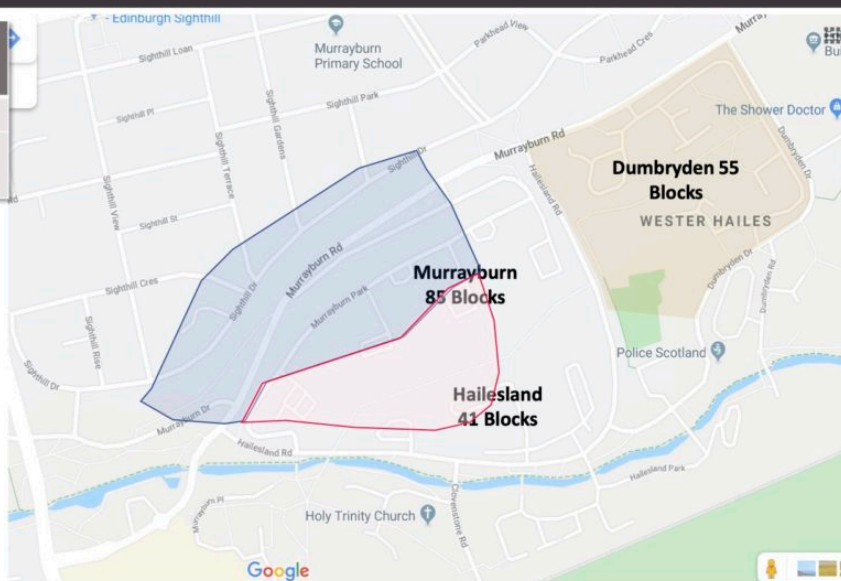 - Edinburgh Sighthill
Sighthill Loan
Murrayburn
Primary School
Parkhead View
Parkhead Cres
Murray
Bui
Sighthill Pl
Sighthill Gardens
Sighthill Park
The Shower Doctor
Sighthill Dr
Murrayburn Rd
Rd
Sighthill Terrace
Sighthill View
Hailesland Rd
Dumbryden 55
Blocks
Dumbryden Dr
WESTER HAILES
Sighthill St
Murrayburn Rd
Murrayburn
85 Blocks
Sighthill Cres
Sighthill Dr
Murrayburn Park
Dumbryden Dr
Dumbryden Rd
Sighthill Rise
Police Scotland
Sighthill Dr
Hailesland
41 Blocks
Murrayburn Dr
Hailesland Rd
Hailesland Park
Murrayburn Pl
Holy Trinity Church
Clovenstone Rd
Google